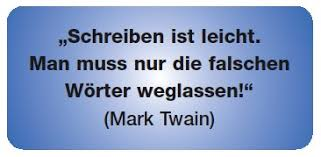 „Schreiben ist leicht.
Man muss nur die falschen
Wörter weglassen!“
(Mark Twain)